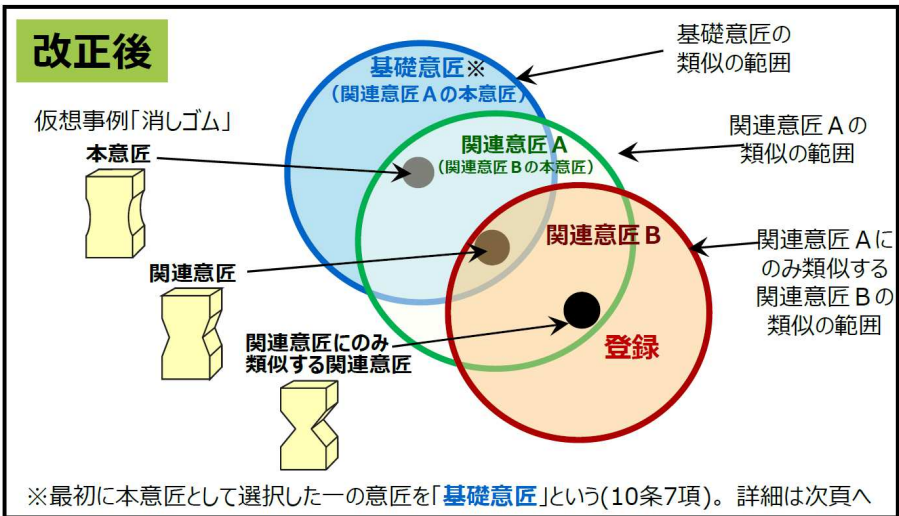 改正後
仮想事例「消しゴム」
本意匠
関連意匠
関連意匠にのみ
類似する関連意匠
基礎意匠※
(関連意匠Aの本意匠)
関連意匠A
(関連意匠Bの本意匠)
関連意匠B
登録
基礎意匠の
類似の範囲
関連意匠Aの
類似の範囲
関連意匠Aに
のみ類似する
関連意匠Bの
類似の範囲
※最初に本意匠として選択した一の意匠を「基礎意匠」という(10条7項)。詳細は次頁へ